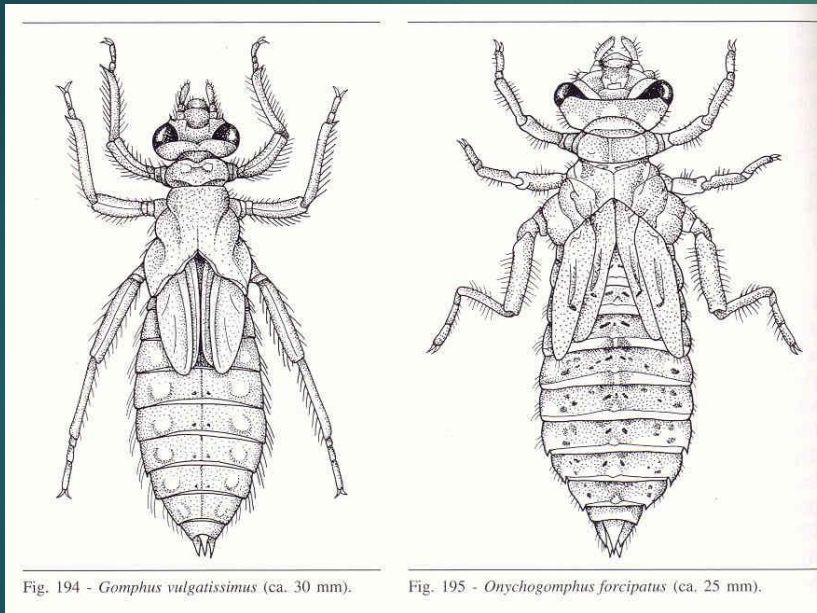 Fig. 194 - Gomphus vulgatissimus (ca. 30 mm).
Fig. 195 - Onychogomphus forcipatus (ca. 25 mm).